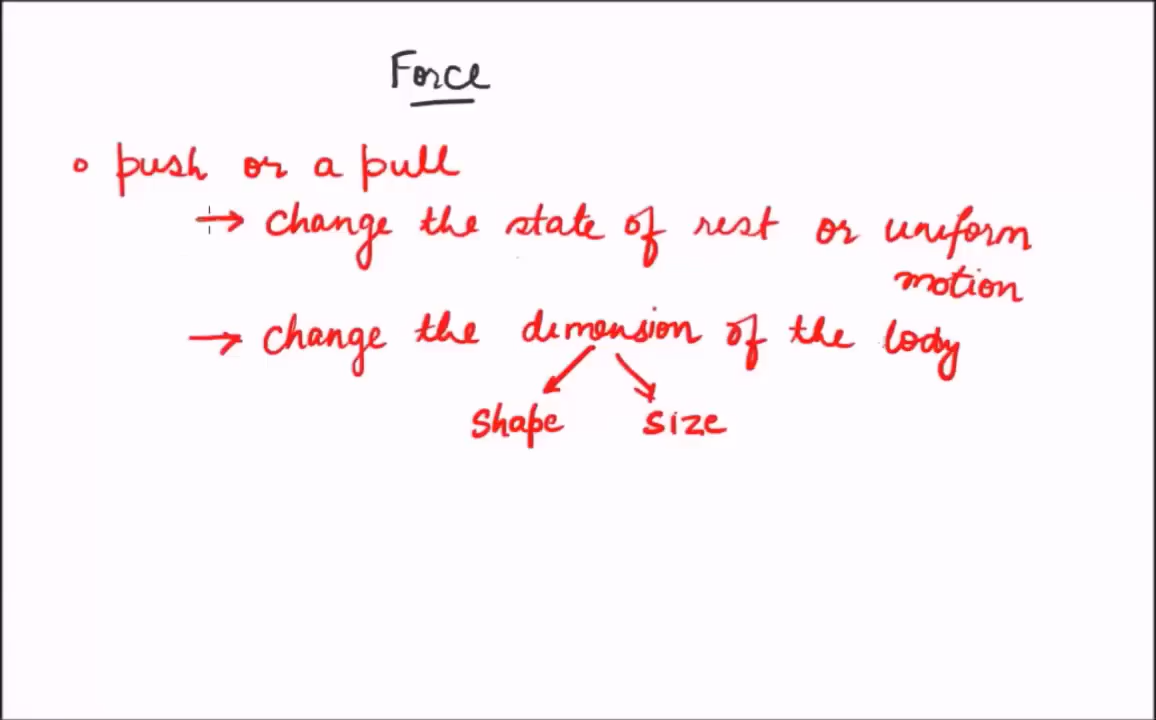 Force
push or a pull
→ change the state of rest or uniform
motion
→ change the dimension of the body
shape size